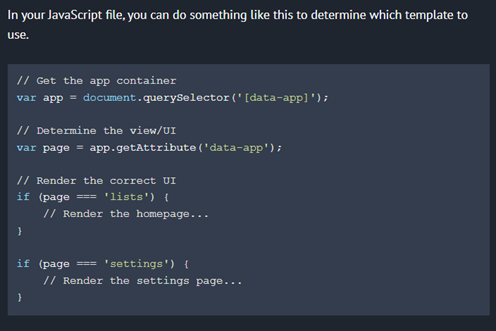 In your JavaScript file, you can do something like this to determine which template to
use.
// Get the app container
var app = document.querySelector('[data-app]');
// Determine the view/UI
var page = app.getAttribute('data-app');
// Render the correct UI
if (page === 'lists') {
    // Render the homepage...
}
if (page === 'settings') {
    // Render the settings page...
}